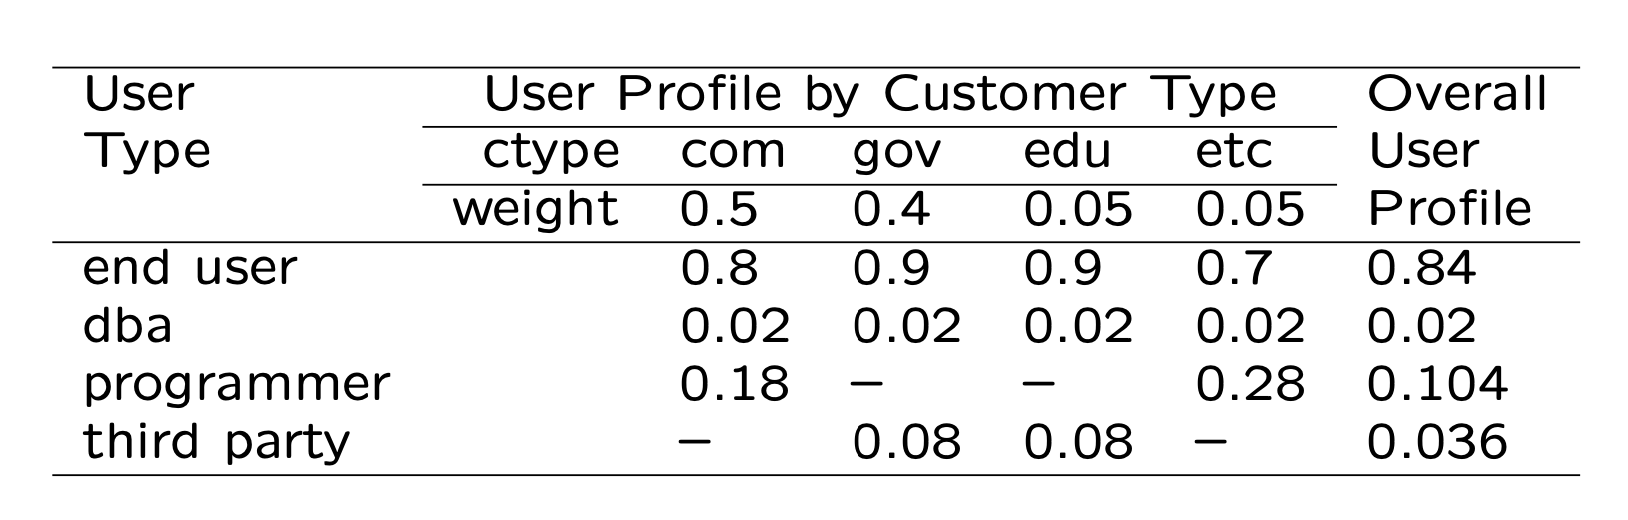 User User Profile by Customer Type Overall
Type ctype com gov edu etc User
weight 0.5 0.4 0.05 0.05 Profile
end user 0.8 0.9 0.9 0.7 0.84
dba 0.02 0.02 0.02 0.02 0.02
programmer 0.18 – – 0.28 0.104
third party – 0.08 0.08 – 0.036